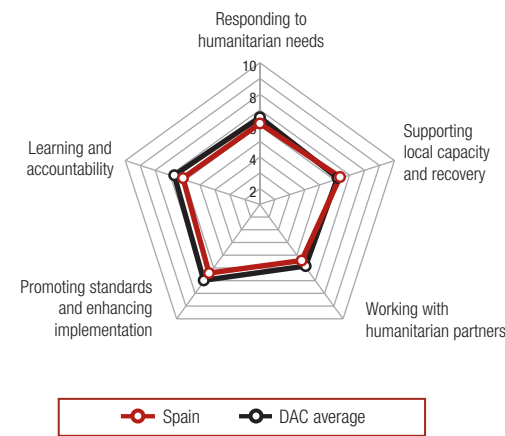 Responding to
humanitarian needs
10
8
4
2
Supporting
local capacity
and recovery
Learning and
accountability
Promoting standards
and enhancing
implementation
Working with
humanitarian partners
Spain
DAC average